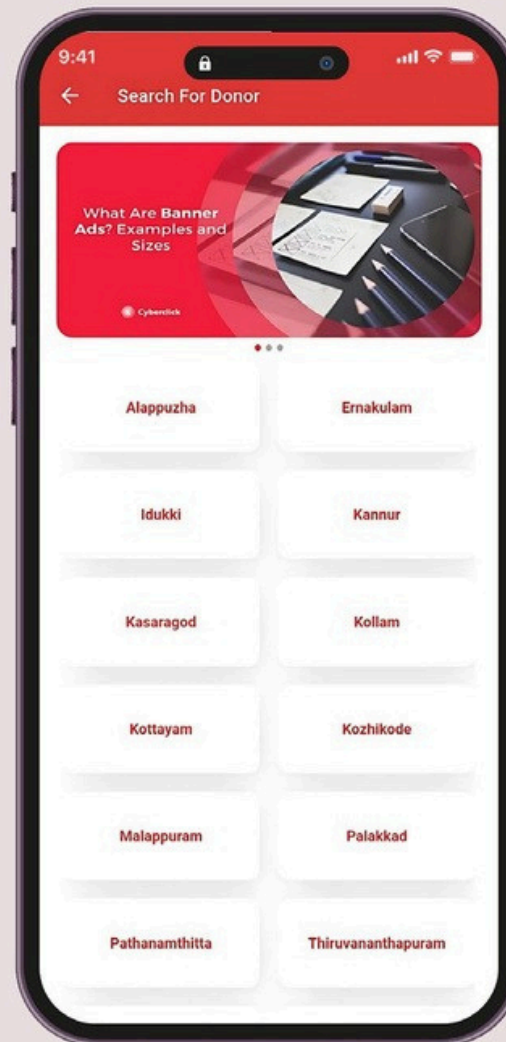 9:41
Search For Donor
What Are Banner
Ads? Examples and
Sizes
Cyberclick
Alappuzha
Ernakulam
Idukki
Kannur
Kasaragod
Kollam
Kottayam
Kozhikode
Malappuram
Palakkad
Pathanamthitta
Thiruvananthapuram